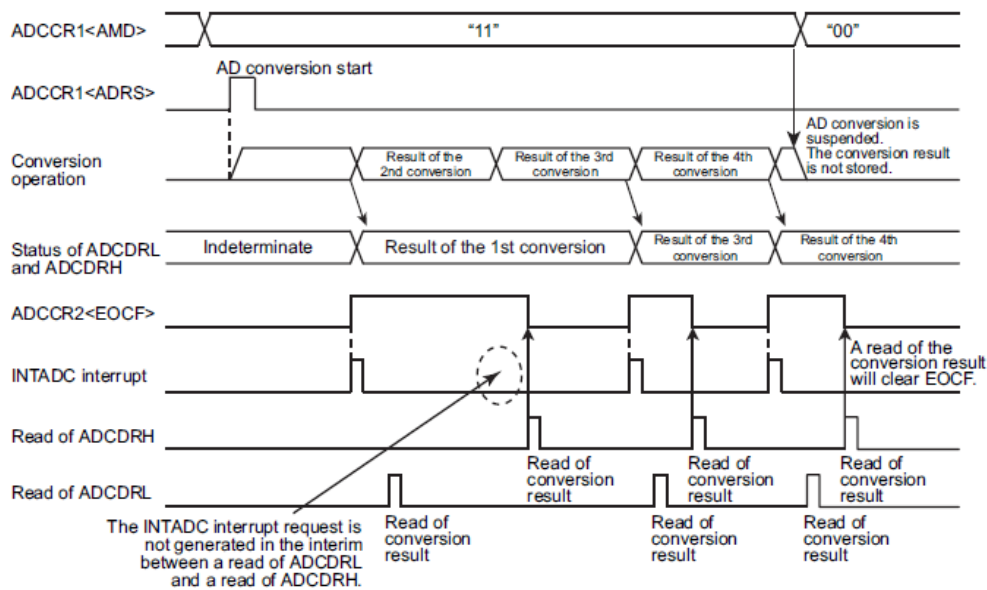 ADCCR1<AMD>
"11"
"00"
AD conversion start
ADCCR1<ADRS>
AD conversion is
suspended.
The conversion result
is not stored.
Conversion
operation
Result of the
2nd conversion
Result of the 3rd
conversion
Result of the 4th
conversion
Status of ADCDRL
and ADCDRH
Indeterminate
Result of the 1st conversion
Result of the 3rd
conversion
Result of the 4th
conversion
ADCCR2<EOCF>
INTADC interrupt
A read of the
conversion result
will clear EOCF.
Read of ADCDRH
Read of
conversion
result
Read of
conversion
result
Read of
conversion
result
Read of ADCDRL
Read of
conversion
result
Read of
conversion
result
Read of
conversion
result
The INTADC interrupt request is
not generated in the interim
between a read of ADCDRL
and a read of ADCDRH.